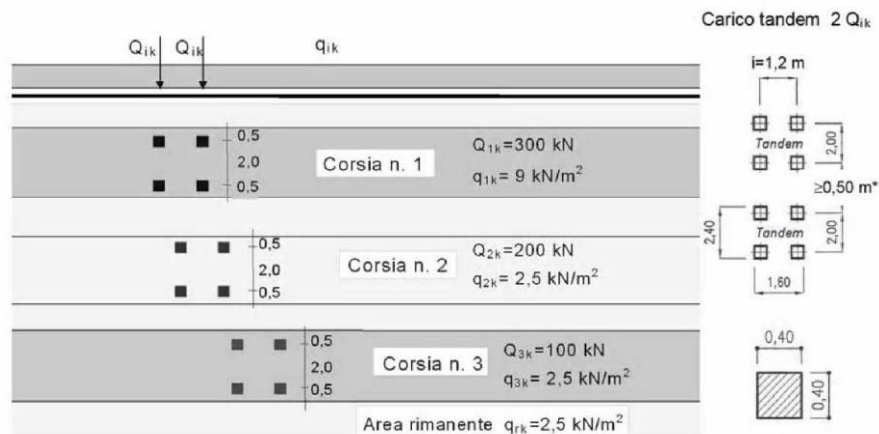 Carico tandem 2 Qik
Qik Qik qik
i=1,2 m
0,5
2,0
0,5
Corsia n. 1
Q1k=300 kN
q1k= 9 kN/m²
Tandem
2,00
≥0,50 m*
0,5
2,0
0,5
Corsia n. 2
Q2k=200 kN
q2k= 2,5 kN/m²
2,40
Tandem
2,00
1,60
0,5
2,0
0,5
Corsia n. 3
Q3k=100 kN
q3k= 2,5 kN/m²
0,40
0,40
Area rimanente qrk=2,5 kN/m²